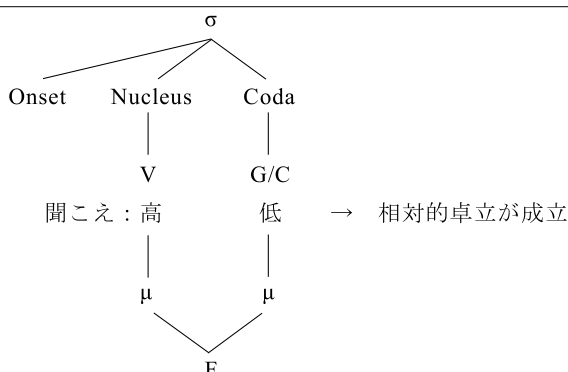 σ
Onset Nucleus Coda
V G/C
聞こえ：高 低 → 相対的卓立が成立
μ μ
F